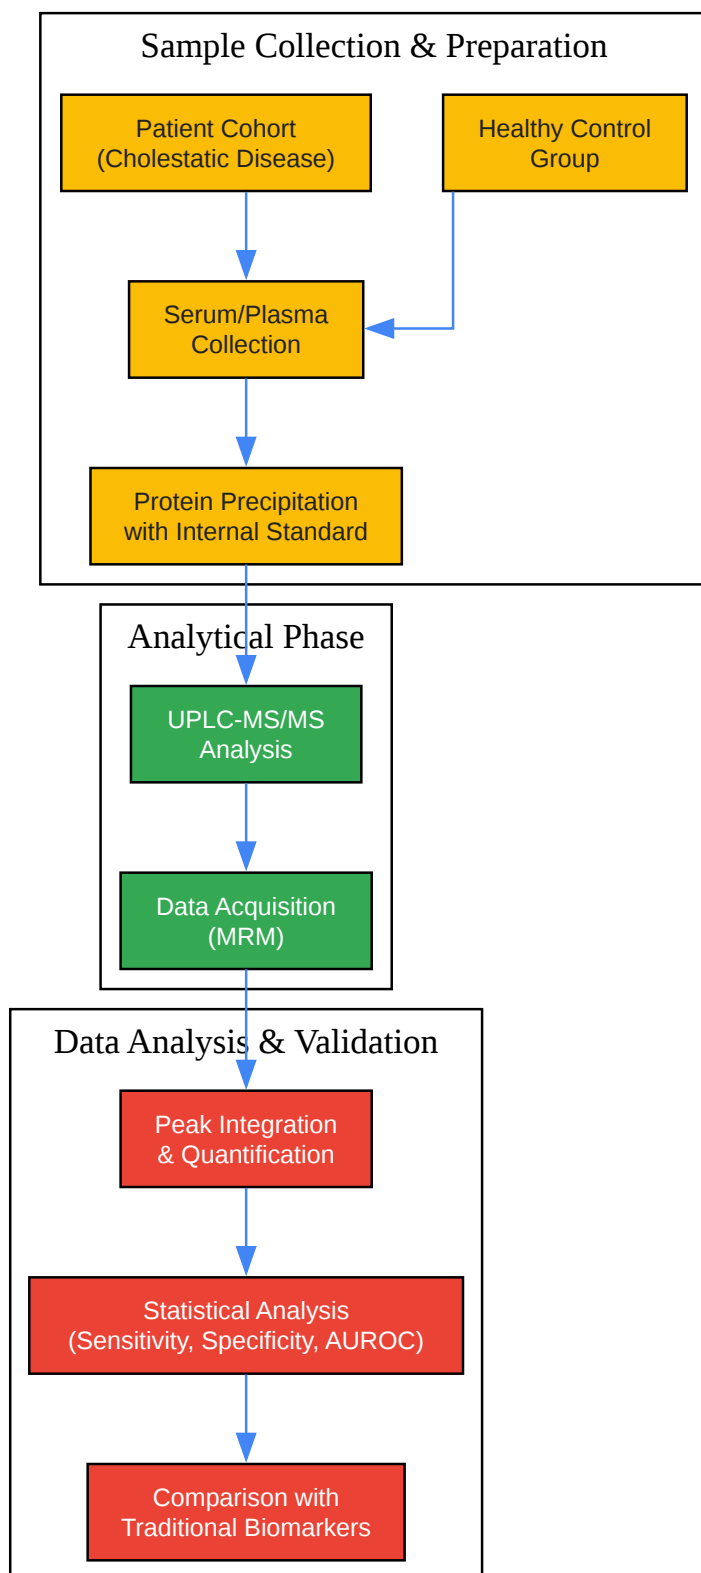 Sample Collection & Preparation
Patient Cohort
(Cholestatic Disease)
Healthy Control
Group
Serum/Plasma
Collection
Protein Precipitation
with Internal Standard
Analytical Phase
UPLC-MS/MS
Analysis
Data Acquisition
(MRM)
Data Analysis & Validation
Peak Integration
& Quantification
Statistical Analysis
(Sensitivity, Specificity, AUROC)
Comparison with
Traditional Biomarkers